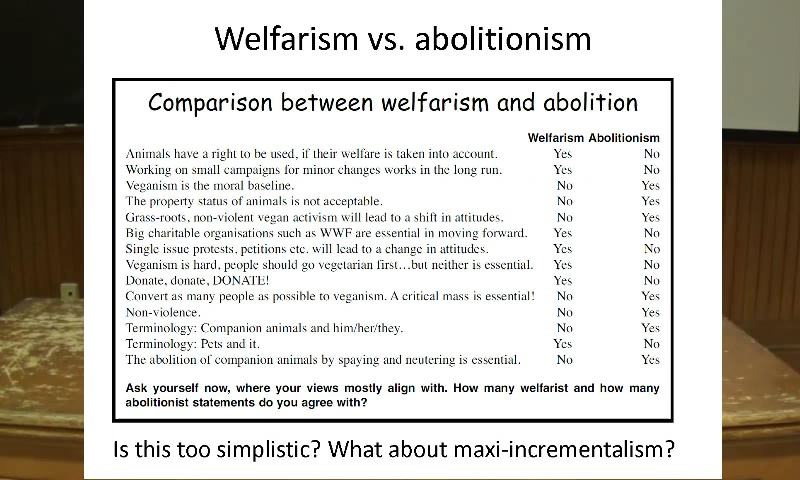 Welfarism vs. abolitionism
Comparison between welfarism and abolition
Welfarism Abolitionism
Animals have a right to be used, if their welfare is taken into account. Yes No
Working on small campaigns for minor changes works in the long run. Yes No
Veganism is the moral baseline. No Yes
The property status of animals is not acceptable. No Yes
Grass-roots, non-violent vegan activism will lead to a shift in attitudes. No Yes
Big charitable organisations such as WWF are essential in moving forward. Yes No
Single issue protests, petitions etc. will lead to a change in attitudes. Yes No
Veganism is hard, people should go vegetarian first...but neither is essential. Yes No
Donate, donate, DONATE! Yes No
Convert as many people as possible to veganism. A critical mass is essential! No Yes
Non-violence. No Yes
Terminology: Companion animals and him/her/they. No Yes
Terminology: Pets and it. Yes No
The abolition of companion animals by spaying and neutering is essential. No Yes
Ask yourself now, where your views mostly align with. How many welfarist and how many
abolitionist statements do you agree with?
Is this too simplistic? What about maxi-incrementalism?